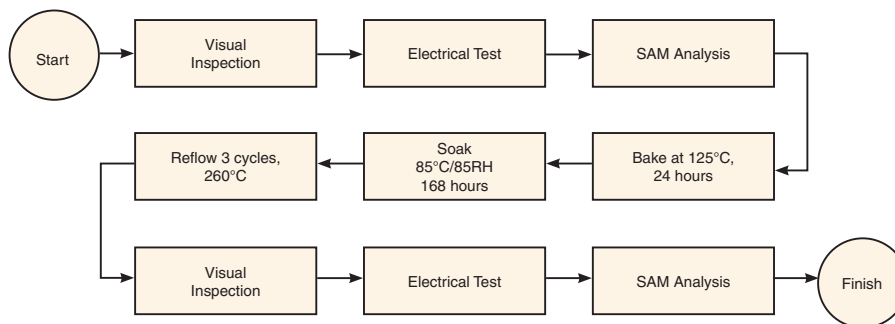 Start
Visual
Inspection
Electrical Test
SAM Analysis
Bake at 125°C,
24 hours
Soak
85°C/85RH
168 hours
Reflow 3 cycles,
260°C
Visual
Inspection
Electrical Test
SAM Analysis
Finish